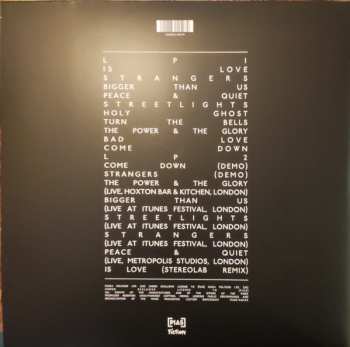 L P 1
IS LOVE
STRANGERS
BIGGER THAN US
PEACE & QUIET
STREETLIGHTS
HOLY GHOST
TURN THE BELLS
THE POWER & THE GLORY
BAD LOVE
COME DOWN
L P 2
COME DOWN (DEMO)
STRANGERS (DEMO)
THE POWER & THE GLORY
(LIVE, HOXTON BAR & KITCHEN, LONDON)
BIGGER THAN US
(LIVE AT ITUNES FESTIVAL, LONDON)
STREETLIGHTS
(LIVE AT ITUNES FESTIVAL, LONDON)
STRANGERS
(LIVE AT ITUNES FESTIVAL, LONDON)
PEACE & QUIET
(LIVE, METROPOLIS STUDIOS, LONDON)
IS LOVE (STEREOLAB REMIX)
[PIAS]
Fiction